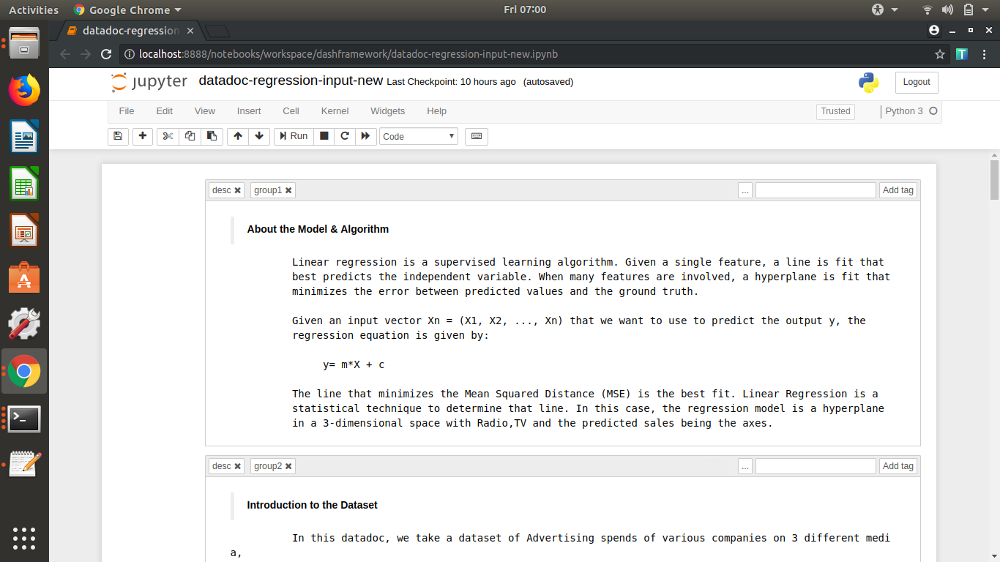 Activities Google Chrome Fri 07:00
datadoc-regression
localhost:8888/notebooks/workspace/dashframework/datadoc-regression-input-new.ipynb
jupyter datadoc-regression-input-new Last Checkpoint: 10 hours ago (autosaved) Logout
File Edit View Insert Cell Kernel Widgets Help Trusted Python 3
Run Code
desc group1 ... Add tag
About the Model & Algorithm
Linear regression is a supervised learning algorithm. Given a single feature, a line is fit that
best predicts the independent variable. When many features are involved, a hyperplane is fit that
minimizes the error between predicted values and the ground truth.
Given an input vector Xn = (X1, X2, ..., Xn) that we want to use to predict the output y, the
regression equation is given by:
y= m*X + c
The line that minimizes the Mean Squared Distance (MSE) is the best fit. Linear Regression is a
statistical technique to determine that line. In this case, the regression model is a hyperplane
in a 3-dimensional space with Radio,TV and the predicted sales being the axes.
desc group2 ... Add tag
Introduction to the Dataset
In this datadoc, we take a dataset of Advertising spends of various companies on 3 different medi
a,